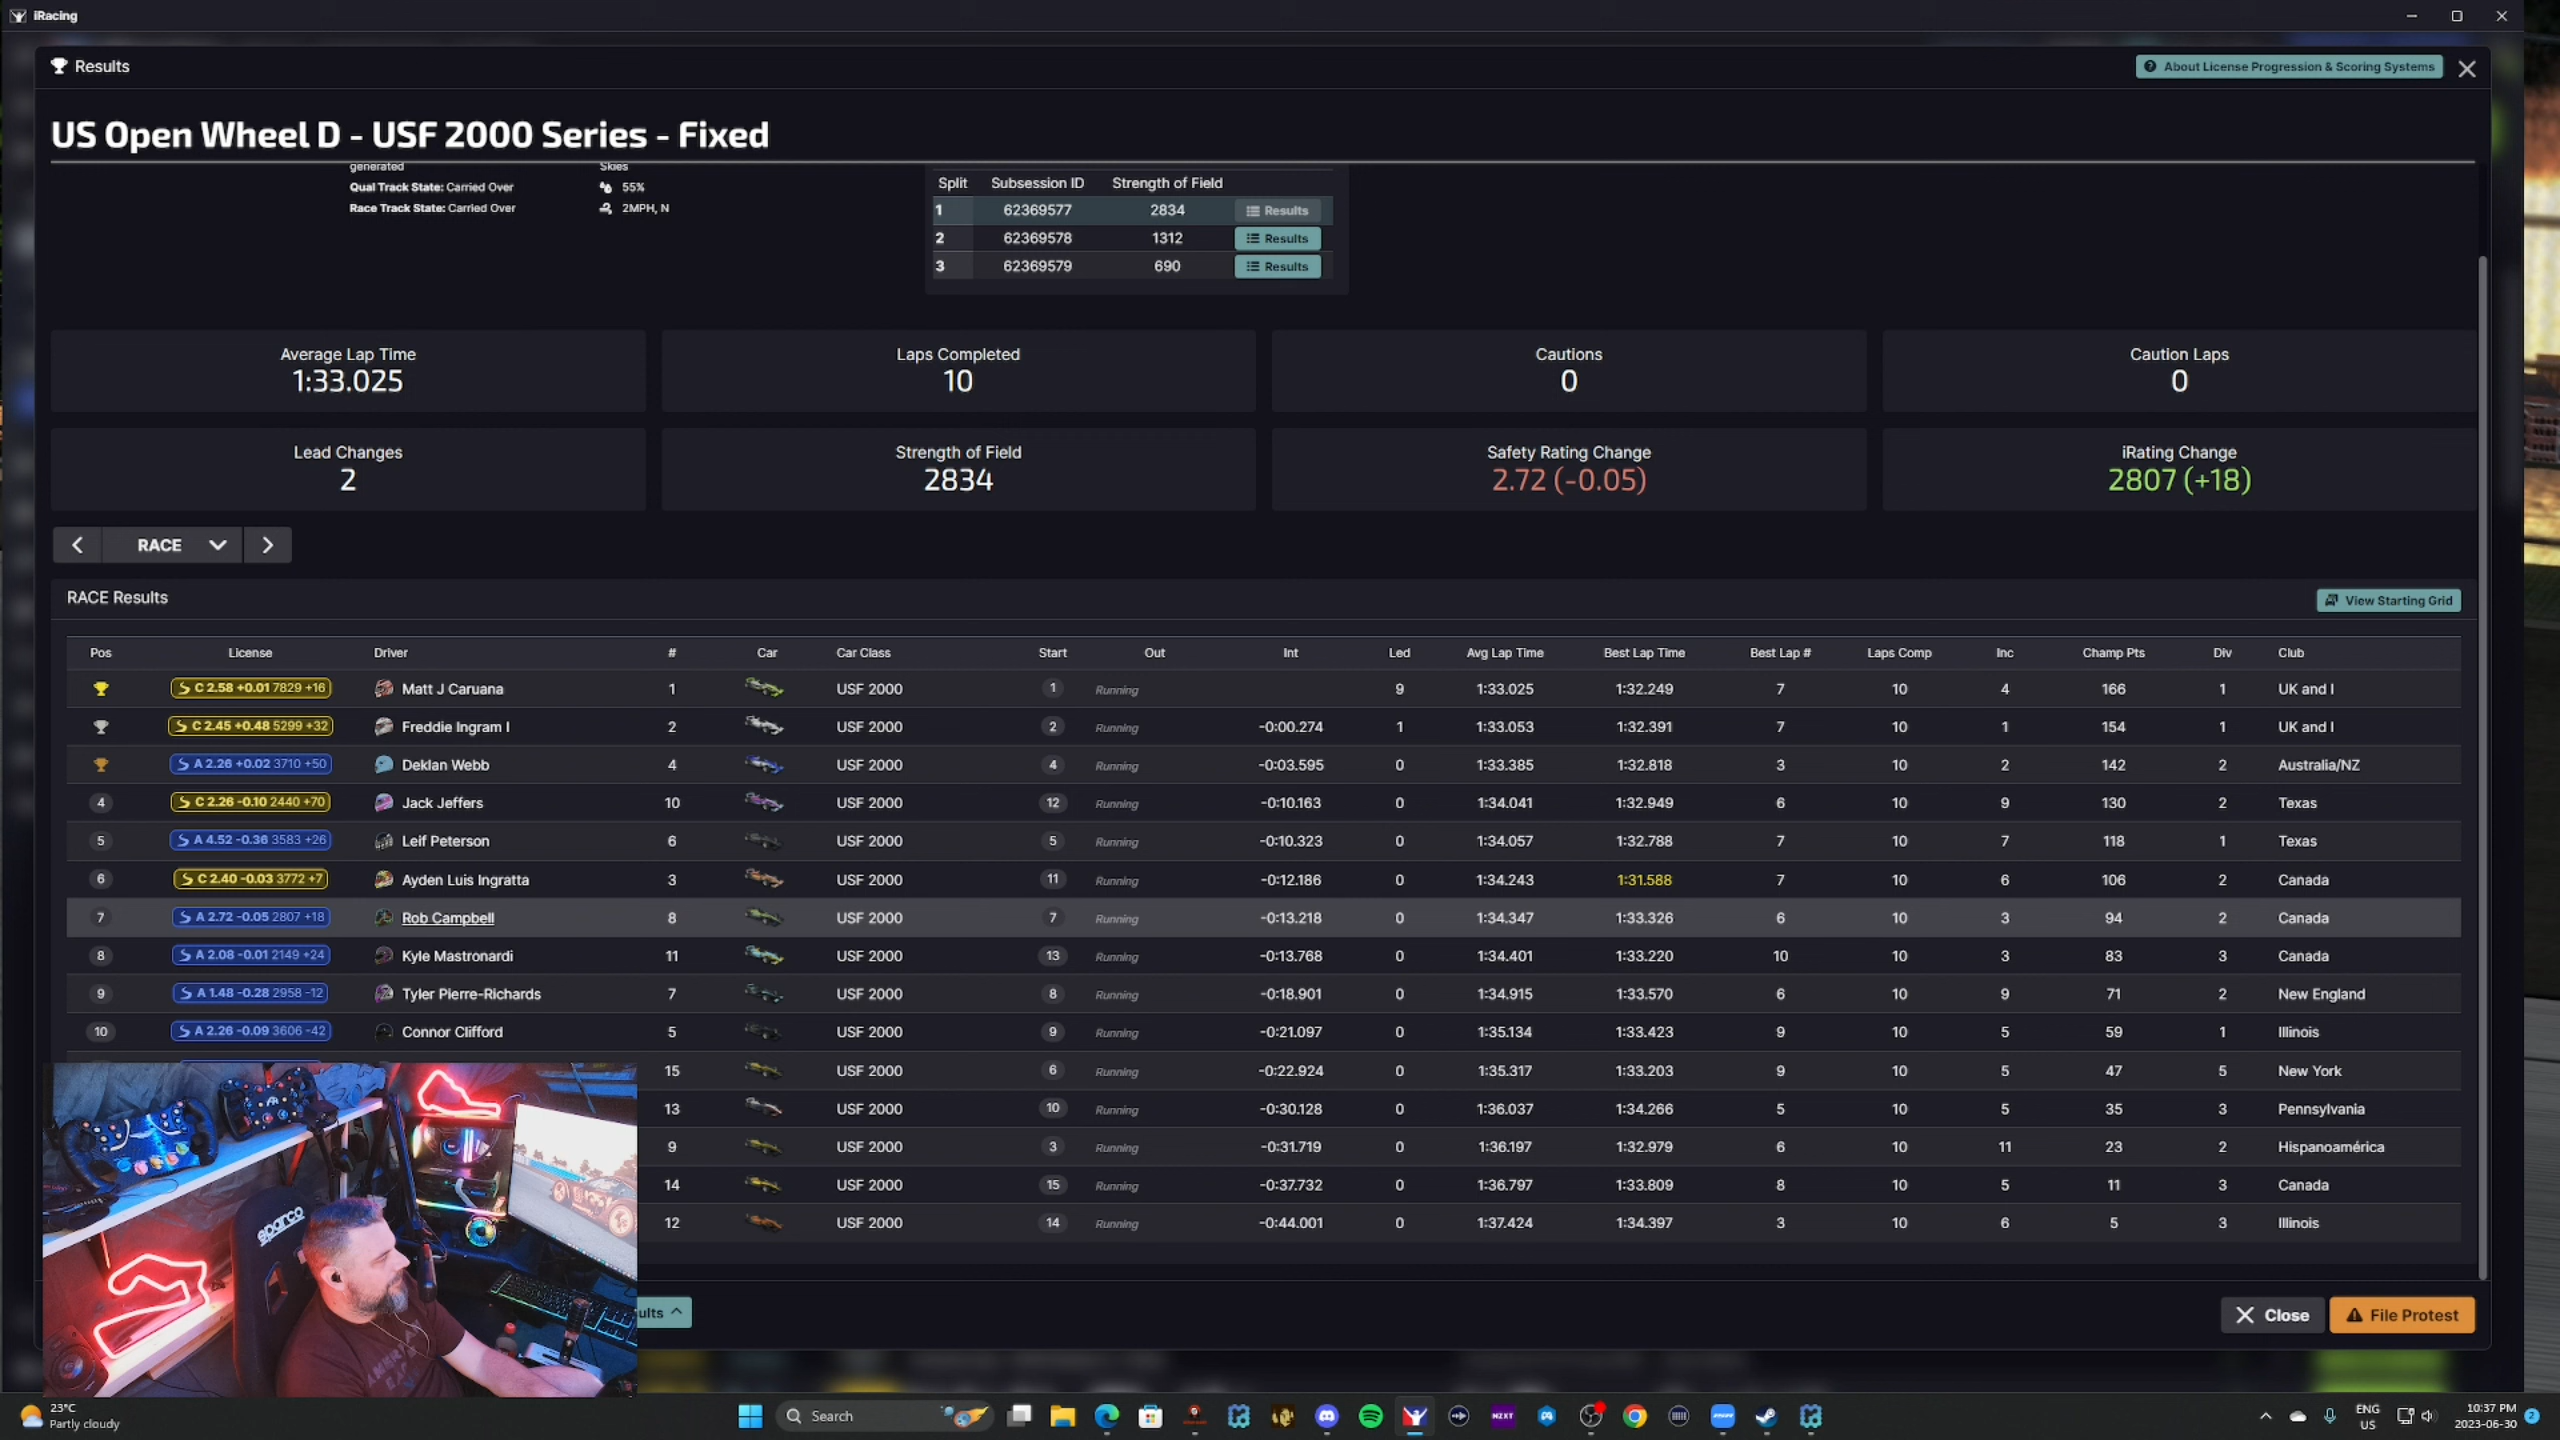 iRacing
Results
About License Progression & Scoring Systems
US Open Wheel D - USF 2000 Series - Fixed
generated Skies
Qual Track State: Carried Over 55%
Race Track State: Carried Over 2MPH, N
Split Subsession ID Strength of Field
1 62369577 2834 Results
2 62369578 1312 Results
3 62369579 690 Results
Average Lap Time
1:33.025
Laps Completed
10
Cautions
0
Caution Laps
0
Lead Changes
2
Strength of Field
2834
Safety Rating Change
2.72 (-0.05)
iRating Change
2807 (+18)
RACE
RACE Results
View Starting Grid
Pos License Driver # Car Car Class Start Out Int Led Avg Lap Time Best Lap Time Best Lap # Laps Comp Inc Champ Pts Div Club
C 2.58 +0.01 7829 +16 Matt J Caruana 1 USF 2000 1 Running 9 1:33.025 1:32.249 7 10 4 166 1 UK and I
C 2.45 +0.48 5299 +32 Freddie Ingram I 2 USF 2000 2 Running -0:00.274 1 1:33.053 1:32.391 7 10 1 154 1 UK and I
A 2.26 +0.02 3710 +50 Deklan Webb 4 USF 2000 4 Running -0:03.595 0 1:33.385 1:32.818 3 10 2 142 2 Australia/NZ
4 C 2.26 -0.10 2440 +70 Jack Jeffers 10 USF 2000 12 Running -0:10.163 0 1:34.041 1:32.949 6 10 9 130 2 Texas
5 A 4.52 -0.36 3583 +26 Leif Peterson 6 USF 2000 5 Running -0:10.323 0 1:34.057 1:32.788 7 10 7 118 1 Texas
6 C 2.40 -0.03 3772 +7 Ayden Luis Ingratta 3 USF 2000 11 Running -0:12.186 0 1:34.243 1:31.588 7 10 6 106 2 Canada
7 A 2.72 -0.05 2807 +18 Rob Campbell 8 USF 2000 7 Running -0:13.218 0 1:34.347 1:33.326 6 10 3 94 2 Canada
8 A 2.08 -0.01 2149 +24 Kyle Mastronardi 11 USF 2000 13 Running -0:13.768 0 1:34.401 1:33.220 10 10 3 83 3 Canada
9 A 1.48 -0.28 2958 -12 Tyler Pierre-Richards 7 USF 2000 8 Running -0:18.901 0 1:34.915 1:33.570 6 10 9 71 2 New England
10 A 2.26 -0.09 3606 -42 Connor Clifford 5 USF 2000 9 Running -0:21.097 0 1:35.134 1:33.423 9 10 5 59 1 Illinois
15 USF 2000 6 Running -0:22.924 0 1:35.317 1:33.203 9 10 5 47 5 New York
13 USF 2000 10 Running -0:30.128 0 1:36.037 1:34.266 5 10 5 35 3 Pennsylvania
9 USF 2000 3 Running -0:31.719 0 1:36.197 1:32.979 6 10 11 23 2 Hispanoamérica
14 USF 2000 15 Running -0:37.732 0 1:36.797 1:33.809 8 10 5 11 3 Canada
12 USF 2000 14 Running -0:44.001 0 1:37.424 1:34.397 3 10 6 5 3 Illinois
sparco
ults
Close
File Protest
23°C
Partly cloudy
Search
NZXT
ENG
US
10:37 PM
2023-06-30
2